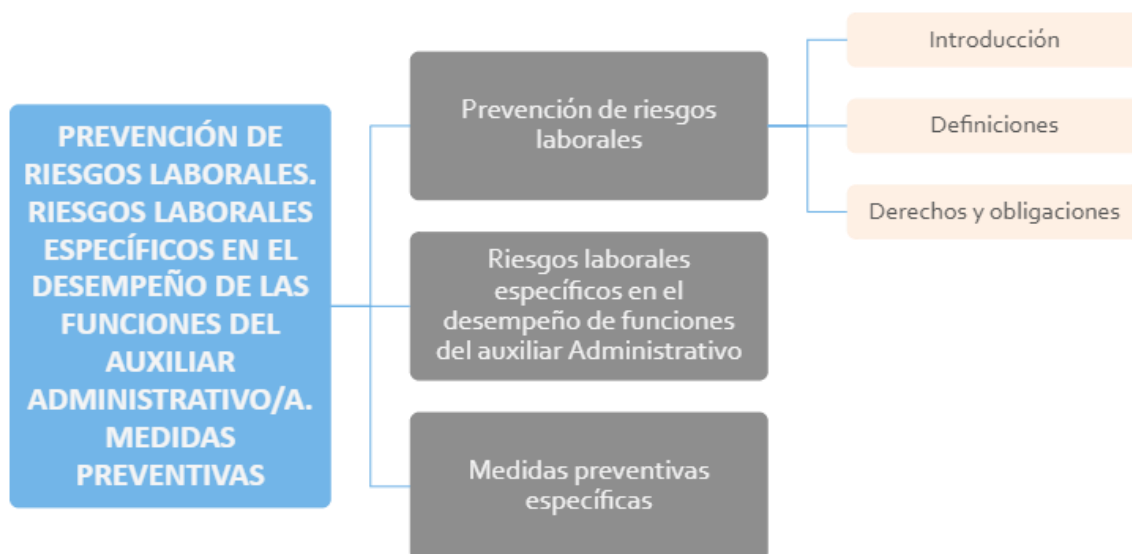 PREVENCIÓN DE
RIESGOS LABORALES.
RIESGOS LABORALES
ESPECÍFICOS EN EL
DESEMPEÑO DE LAS
FUNCIONES DEL
AUXILIAR
ADMINISTRATIVO/A.
MEDIDAS
PREVENTIVAS
Prevención de riesgos
laborales
Introducción
Definiciones
Derechos y obligaciones
Riesgos laborales
específicos en el
desempeño de funciones
del auxiliar Administrativo
Medidas preventivas
específicas